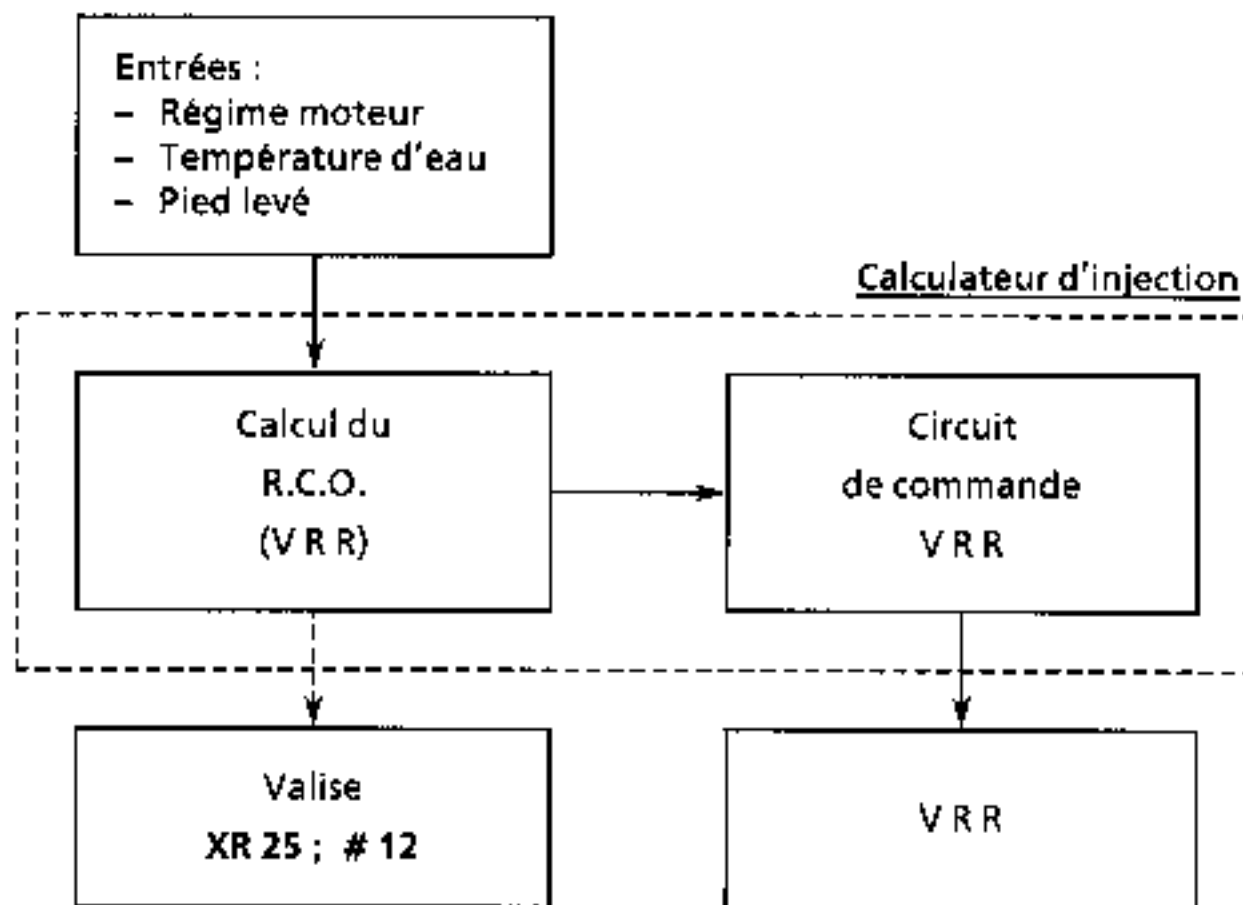 Entrées :
– Régime moteur
– Température d'eau
– Pied levé
Calculateur d'injection
Calcul du
R.C.O.
(V R R)
Circuit
de commande
V R R
Valise
XR 25 ; # 12
V R R